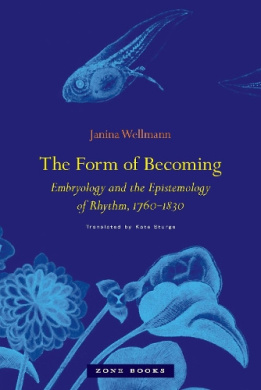 Janina Wellmann
The Form of Becoming
Embryology and the Epistemology
of Rhythm, 1760–1830
Translated by Kate Sturge
ZONE BOOKS